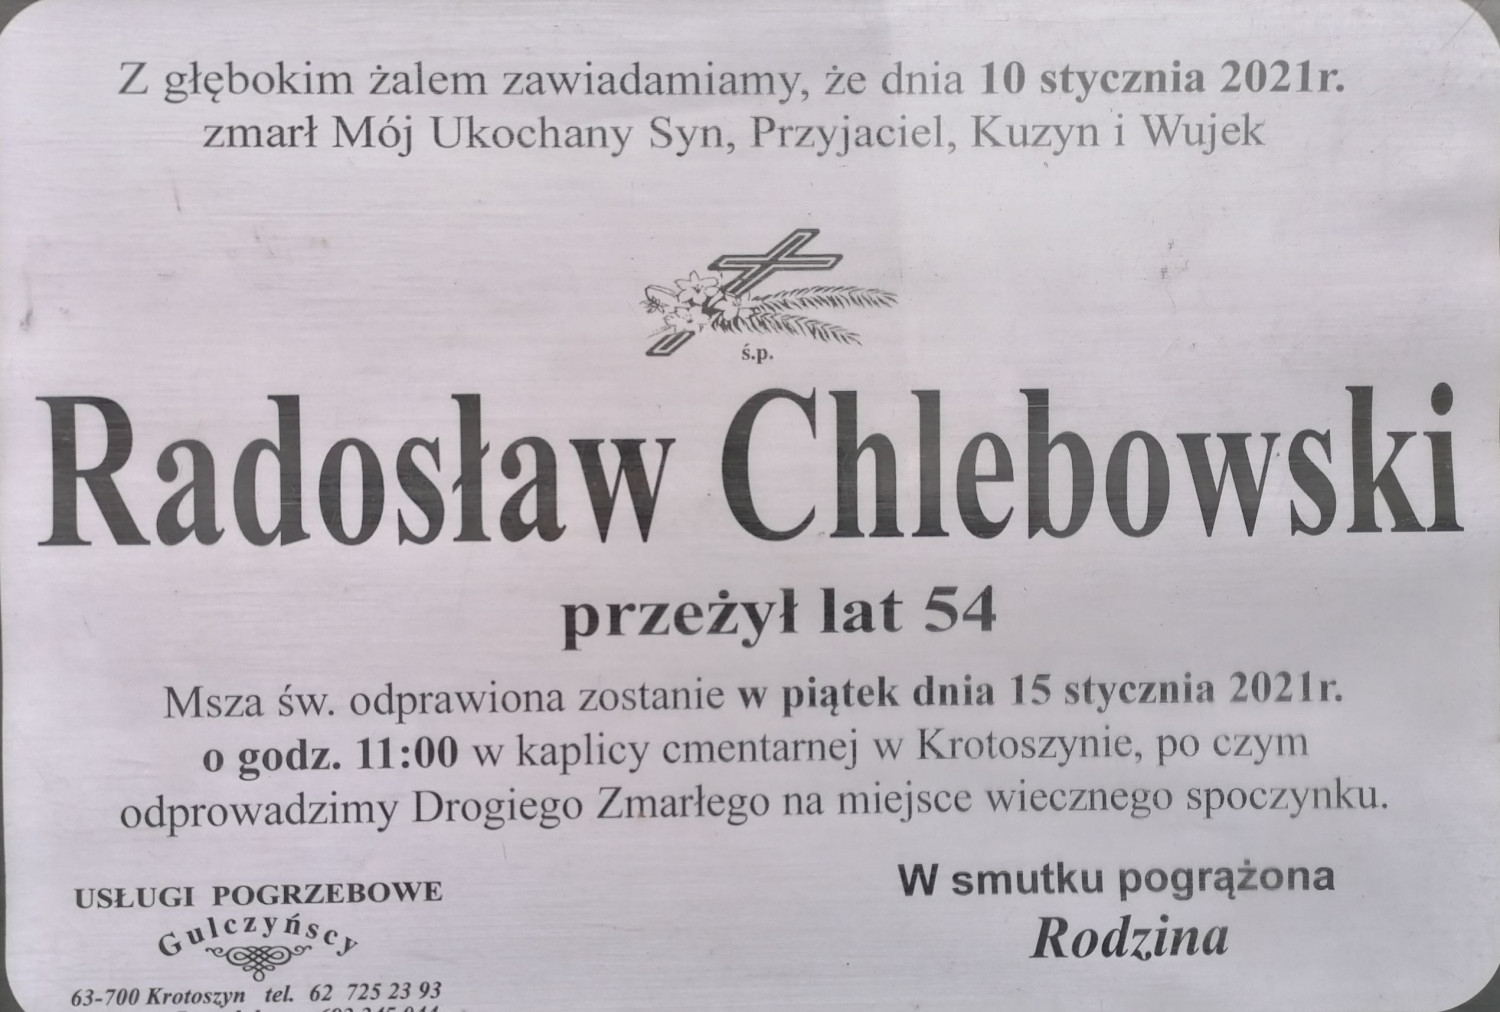 Z głębokim żalem zawiadamiamy, że dnia 10 stycznia 2021r.
zmarł Mój Ukochany Syn, Przyjaciel, Kuzyn i Wujek
ś.p.
Radosław Chlebowski
przeżył lat 54
Msza św. odprawiona zostanie w piątek dnia 15 stycznia 2021r.
o godz. 11:00 w kaplicy cmentarnej w Krotoszynie, po czym
odprowadzimy Drogiego Zmarłego na miejsce wiecznego spoczynku.
W smutku pogrążona
Rodzina
USŁUGI POGRZEBOWE
Gulczyńscy
63-700 Krotoszyn tel. 62 725 23 93